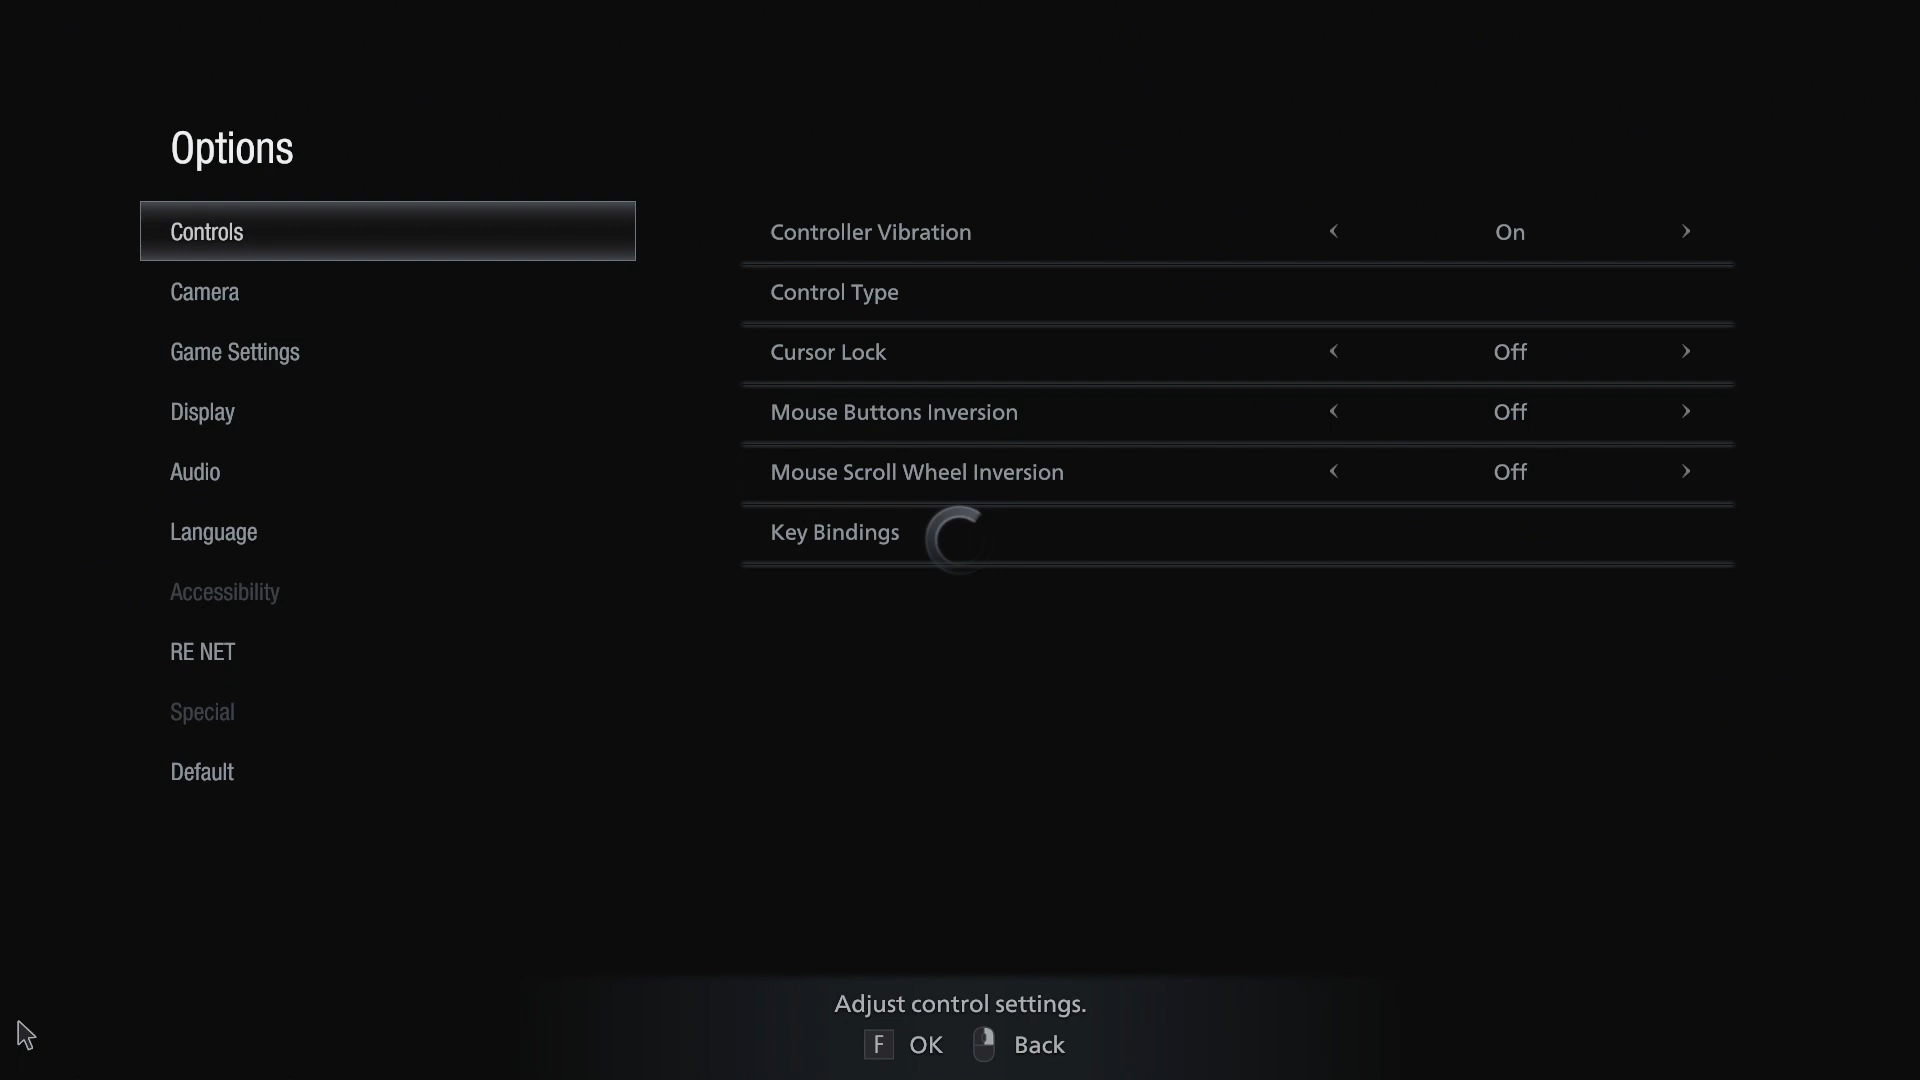 Options
Controls
Camera
Game Settings
Display
Audio
Language
Accessibility
RE NET
Special
Default
Controller Vibration On
Control Type
Cursor Lock Off
Mouse Buttons Inversion Off
Mouse Scroll Wheel Inversion Off
Key Bindings
Adjust control settings.
F OK Back